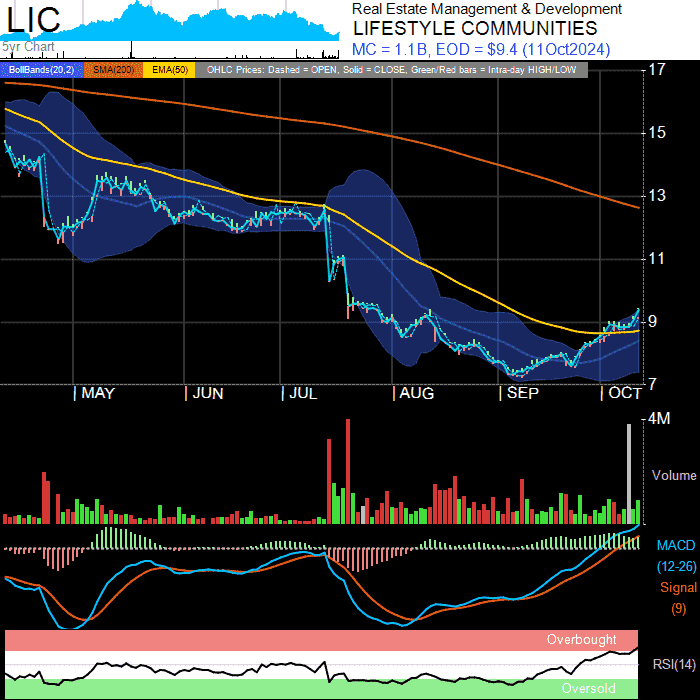 LIC
5yr Chart
Real Estate Management & Development
LIFESTYLE COMMUNITIES
MC = 1.1B, EOD = $9.4 (11Oct2024)
BollBands(20,2) SMA(200) EMA(50) OHLC Prices: Dashed = OPEN, Solid = CLOSE, Green/Red bars = Intra-day HIGH/LOW
17
15
13
11
9
7
MAY JUN JUL AUG SEP OCT
4M
Volume
MACD
(12-26)
Signal
(9)
Overbought
RSI(14)
Oversold